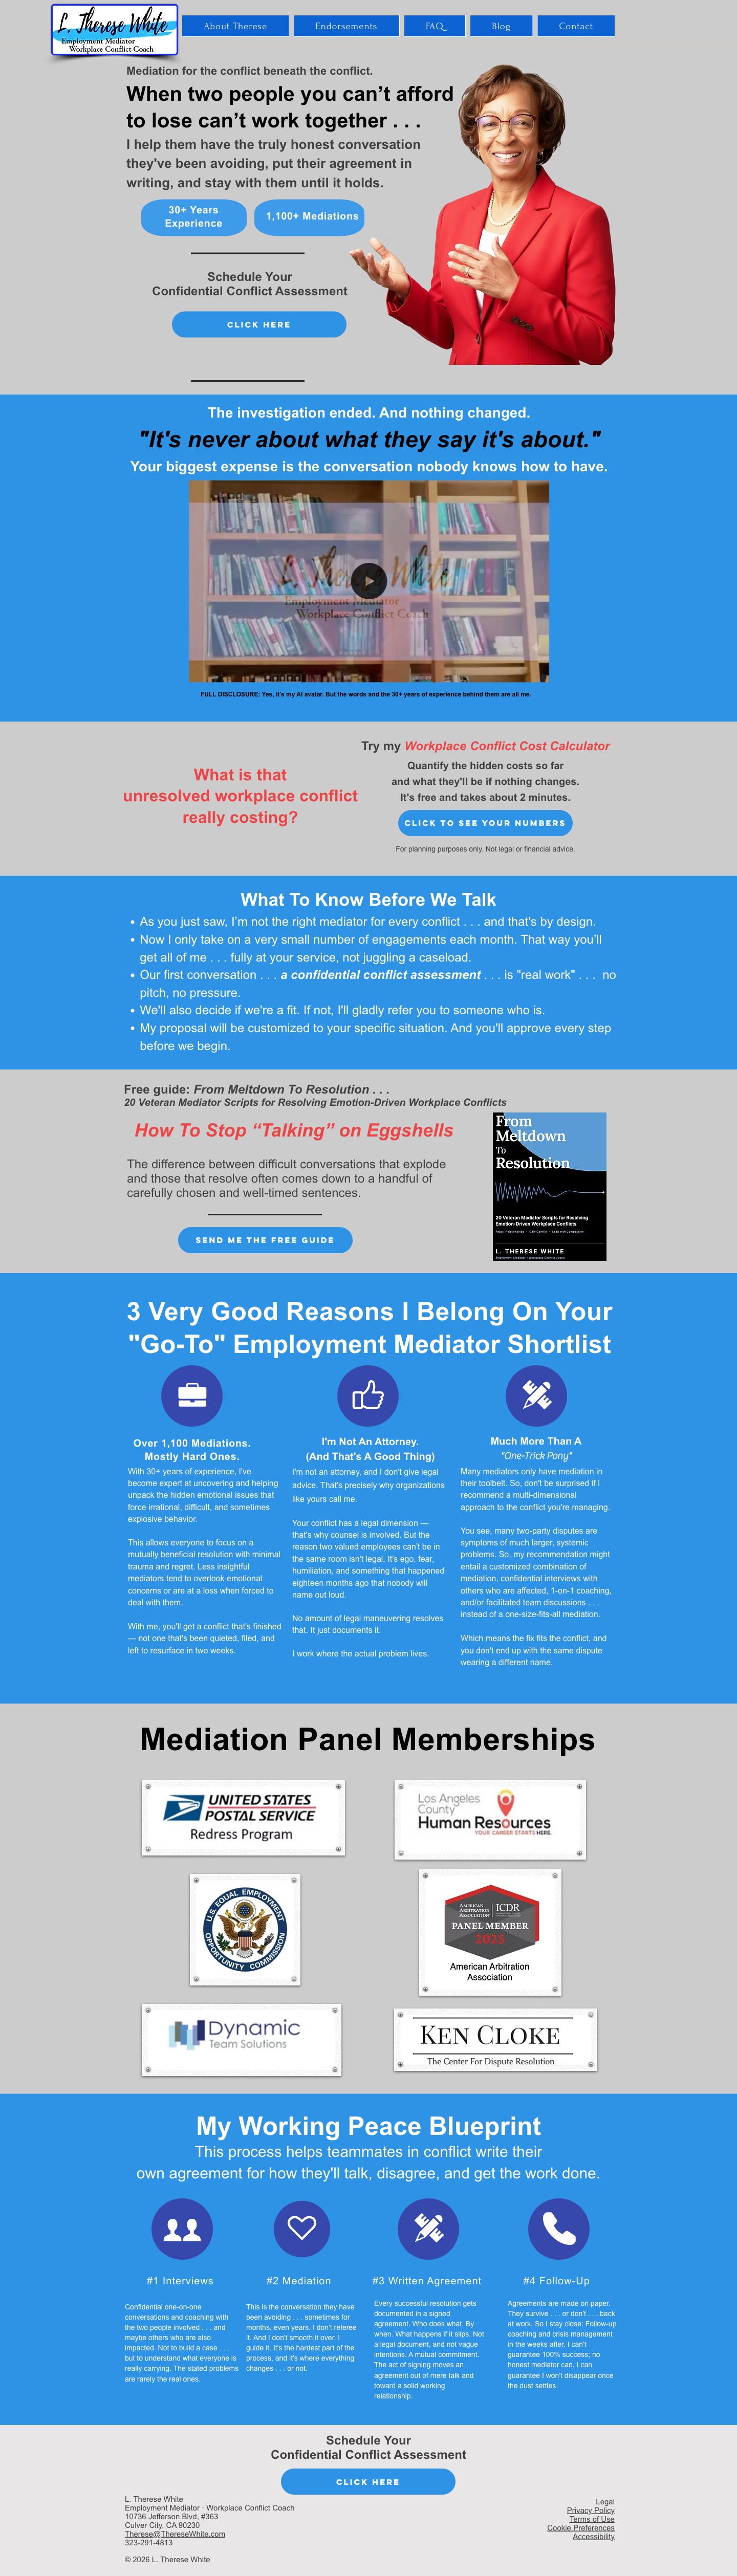 L. Therese White
Employment Mediator
Workplace Conflict Coach
About Therese
Endorsements
FAQ
Blog
Contact
Mediation for the conflict beneath the conflict.
When two people you can’t afford
to lose can’t work together . . .
I help them have the truly honest conversation
they've been avoiding, put their agreement in
writing, and stay with them until it holds.
30+ Years
Experience
1,100+ Mediations
Schedule Your
Confidential Conflict Assessment
CLICK HERE
The investigation ended. And nothing changed.
"It's never about what they say it's about."
Your biggest expense is the conversation nobody knows how to have.
L. Therese White
Employment Mediator
Workplace Conflict Coach
FULL DISCLOSURE: Yes, it's my AI avatar. But the words and the 30+ years of experience behind them are all me.
What is that
unresolved workplace conflict
really costing?
Try my Workplace Conflict Cost Calculator
Quantify the hidden costs so far
and what they'll be if nothing changes.
It's free and takes about 2 minutes.
CLICK TO SEE YOUR NUMBERS
For planning purposes only. Not legal or financial advice.
What To Know Before We Talk
• As you just saw, I’m not the right mediator for every conflict . . . and that's by design.
• Now I only take on a very small number of engagements each month. That way you’ll
get all of me . . . fully at your service, not juggling a caseload.
• Our first conversation . . . a confidential conflict assessment . . . is "real work" . . . no
pitch, no pressure.
• We'll also decide if we're a fit. If not, I'll gladly refer you to someone who is.
• My proposal will be customized to your specific situation. And you'll approve every step
before we begin.
Free guide: From Meltdown To Resolution . . .
20 Veteran Mediator Scripts for Resolving Emotion-Driven Workplace Conflicts
How To Stop “Talking” on Eggshells
The difference between difficult conversations that explode
and those that resolve often comes down to a handful of
carefully chosen and well-timed sentences.
SEND ME THE FREE GUIDE
From
Meltdown
To
Resolution
20 Veteran Mediator Scripts for Resolving
Emotion-Driven Workplace Conflicts
Repair Relationships • Gain Control • Lead with Compassion
L. THERESE WHITE
Employment Mediator • Workplace Conflict Coach
3 Very Good Reasons I Belong On Your
"Go-To" Employment Mediator Shortlist
Over 1,100 Mediations.
Mostly Hard Ones.
With 30+ years of experience, I've
become expert at uncovering and helping
unpack the hidden emotional issues that
force irrational, difficult, and sometimes
explosive behavior.
This allows everyone to focus on a
mutually beneficial resolution with minimal
trauma and regret. Less insightful
mediators tend to overlook emotional
concerns or are at a loss when forced to
deal with them.
With me, you'll get a conflict that's finished
— not one that's been quieted, filed, and
left to resurface in two weeks.
I'm Not An Attorney.
(And That's A Good Thing)
I'm not an attorney, and I don't give legal
advice. That's precisely why organizations
like yours call me.
Your conflict has a legal dimension —
that's why counsel is involved. But the
reason two valued employees can't be in
the same room isn't legal. It's ego, fear,
humiliation, and something that happened
eighteen months ago that nobody will
name out loud.
No amount of legal maneuvering resolves
that. It just documents it.
I work where the actual problem lives.
Much More Than A
"One-Trick Pony"
Many mediators only have mediation in
their toolbelt. So, don't be surprised if I
recommend a multi-dimensional
approach to the conflict you're managing.
You see, many two-party disputes are
symptoms of much larger, systemic
problems. So, my recommendation might
entail a customized combination of
mediation, confidential interviews with
others who are affected, 1-on-1 coaching,
and/or facilitated team discussions . . .
instead of a one-size-fits-all mediation.
Which means the fix fits the conflict, and
you don't end up with the same dispute
wearing a different name.
Mediation Panel Memberships
UNITED STATES
POSTAL SERVICE
Redress Program
Los Angeles
County
Human Resources
YOUR CAREER STARTS HERE.
U.S. EQUAL EMPLOYMENT
OPPORTUNITY COMMISSION
AMERICAN
ARBITRATION
ASSOCIATION
ICDR
PANEL MEMBER
2025
American Arbitration
Association
Dynamic
Team Solutions
KEN CLOKE
The Center For Dispute Resolution
My Working Peace Blueprint
This process helps teammates in conflict write their
own agreement for how they'll talk, disagree, and get the work done.
#1 Interviews
Confidential one-on-one
conversations and coaching with
the two people involved . . . and
maybe others who are also
impacted. Not to build a case . . .
but to understand what everyone is
really carrying. The stated problems
are rarely the real ones.
#2 Mediation
This is the conversation they have
been avoiding . . . sometimes for
months, even years. I don't referee
it. And I don't smooth it over. I
guide it. It's the hardest part of the
process, and it's where everything
changes . . . or not.
#3 Written Agreement
Every successful resolution gets
documented in a signed
agreement. Who does what. By
when. What happens if it slips. Not
a legal document, and not vague
intentions. A mutual commitment.
The act of signing moves an
agreement out of mere talk and
toward a solid working
relationship.
#4 Follow-Up
Agreements are made on paper.
They survive . . . or don't . . . back
at work. So I stay close: Follow-up
coaching and crisis management
in the weeks after. I can't
guarantee 100% success; no
honest mediator can. I can
guarantee I won't disappear once
the dust settles.
Schedule Your
Confidential Conflict Assessment
CLICK HERE
L. Therese White
Employment Mediator · Workplace Conflict Coach
10736 Jefferson Blvd, #363
Culver City, CA 90230
Therese@ThereseWhite.com
323-291-4813
© 2026 L. Therese White
Legal
Privacy Policy
Terms of Use
Cookie Preferences
Accessibility